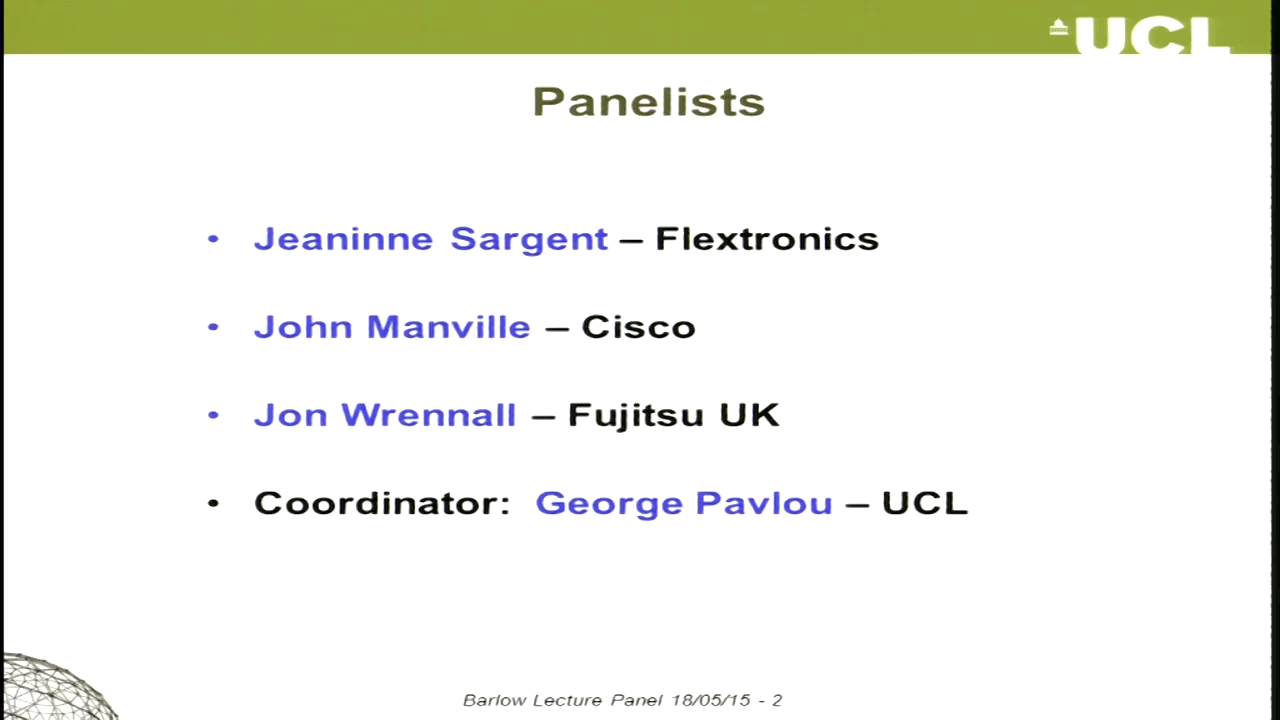 UCL
Panelists
• Jeaninne Sargent – Flextronics
• John Manville – Cisco
• Jon Wrennall – Fujitsu UK
• Coordinator: George Pavlou – UCL
Barlow Lecture Panel 18/05/15 - 2